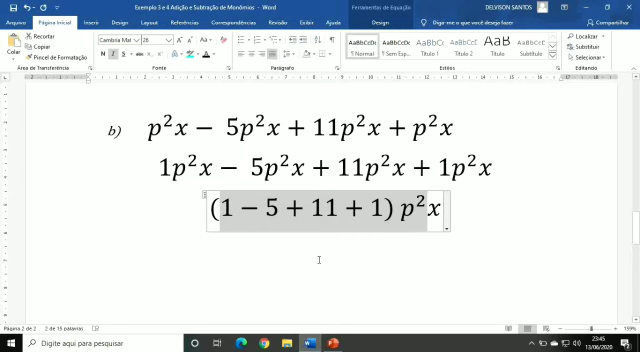 Exemplo 3 e 4 Adição e Subtração de Monômios - Word
Ferramentas de Equação
DELVISON SANTOS
Arquivo Página Inicial Inserir Design Layout Referências Correspondências Revisão Exibir Ajuda Design Diga-me o que você deseja fazer Compartilhar
Colar
Recortar
Copiar
Pincel de Formatação
Cambria Mat 26
AaBbCcDc AaBbCcDc AaBbC AaBbCcC AaB AaBbCcD
¶ Normal ¶ Sem Esp... Título 1 Título 2 Título Subtítulo
Localizar
Substituir
Selecionar
Área de Transferência Fonte Parágrafo Estilos Edição
b) p²x − 5p²x + 11p²x + p²x
1p²x − 5p²x + 11p²x + 1p²x
(1 − 5 + 11 + 1) p²x
Página 2 de 2 2 de 15 palavras 159%
Digite aqui para pesquisar
23:45
13/06/2020